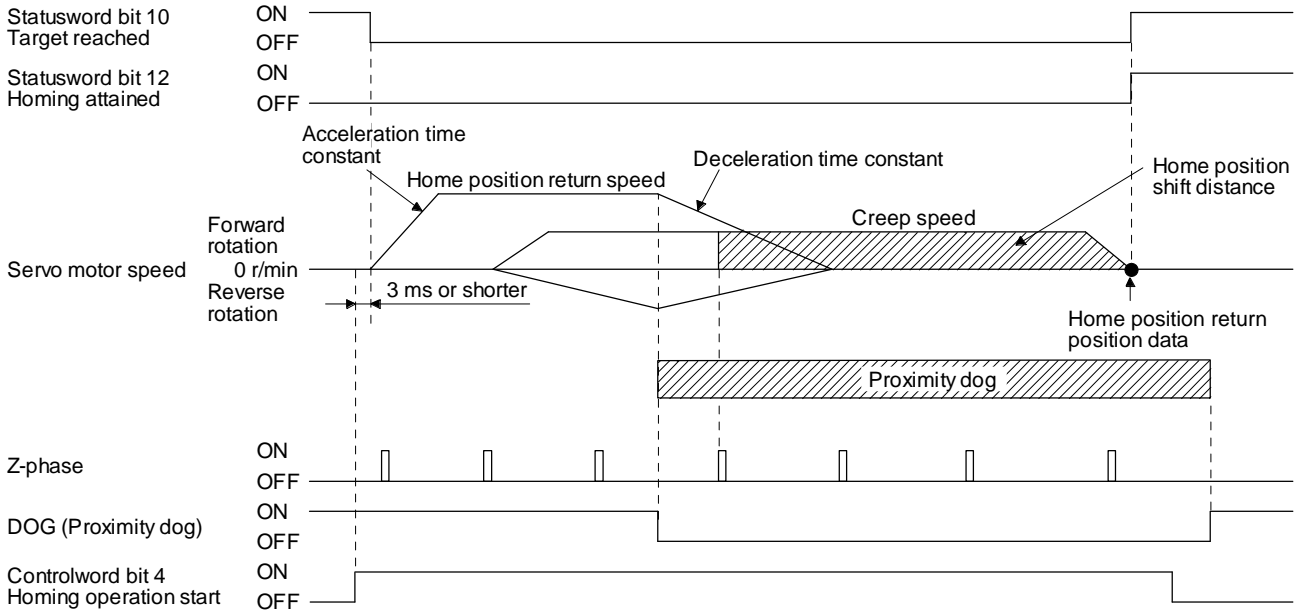 Statusword bit 10
Target reached
ON
OFF
Statusword bit 12
Homing attained
ON
OFF
Acceleration time
constant
Home position return speed
Deceleration time constant
Home position
shift distance
Creep speed
Forward
rotation
Servo motor speed
0 r/min
Reverse
rotation
3 ms or shorter
Home position return
position data
Proximity dog
Z-phase
ON
OFF
DOG (Proximity dog)
ON
OFF
Controlword bit 4
Homing operation start
ON
OFF